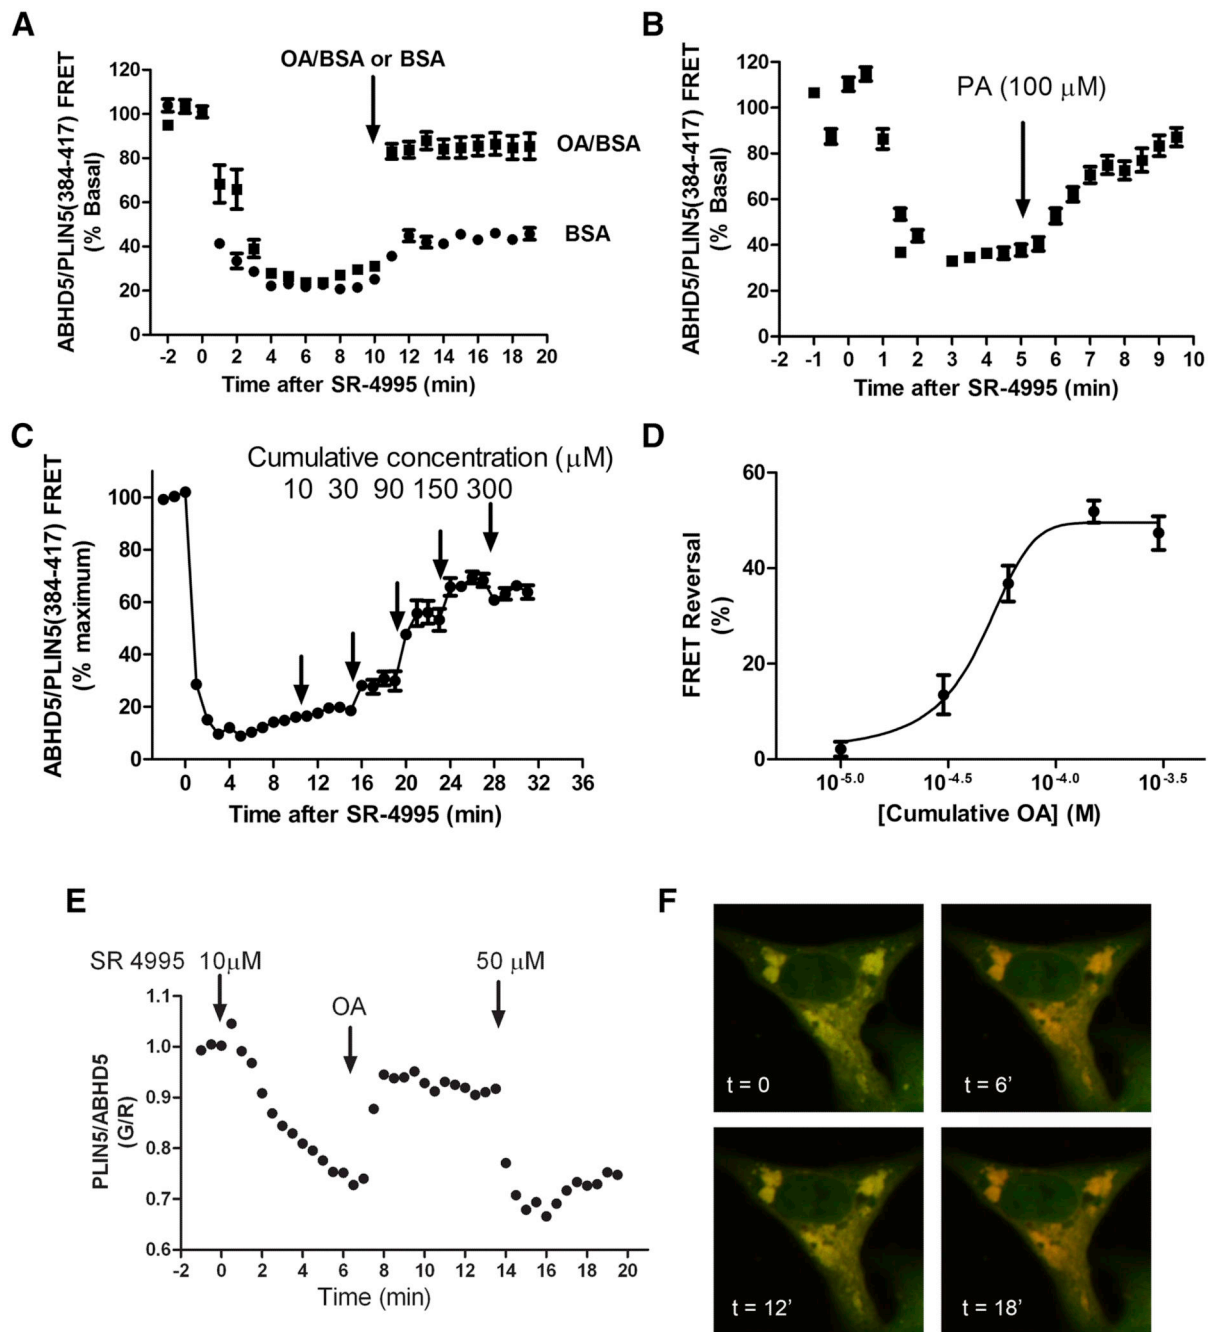 A
OA/BSA or BSA
ABHD5/PLIN5(384-417) FRET
(% Basal)
120
100
80
60
40
20
0
OA/BSA
BSA
-2 0 2 4 6 8 10 12 14 16 18 20
Time after SR-4995 (min)
B
PA (100 μM)
ABHD5/PLIN5(384-417) FRET
(% Basal)
120
100
80
60
40
20
0
-2 -1 0 1 2 3 4 5 6 7 8 9 10
Time after SR-4995 (min)
C
Cumulative concentration (μM)
10 30 90 150 300
ABHD5/PLIN5(384-417) FRET
(% maximum)
100
80
60
40
20
0
0 4 8 12 16 20 24 28 32 36
Time after SR-4995 (min)
D
FRET Reversal
(%)
60
40
20
0
10-5.0 10-4.5 10-4.0 10-3.5
[Cumulative OA] (M)
E
SR 4995 10μM
OA
50 μM
PLIN5/ABHD5
(G/R)
1.1
1.0
0.9
0.8
0.7
0.6
-2 0 2 4 6 8 10 12 14 16 18 20
Time (min)
F
t = 0
t = 6'
t = 12'
t = 18'